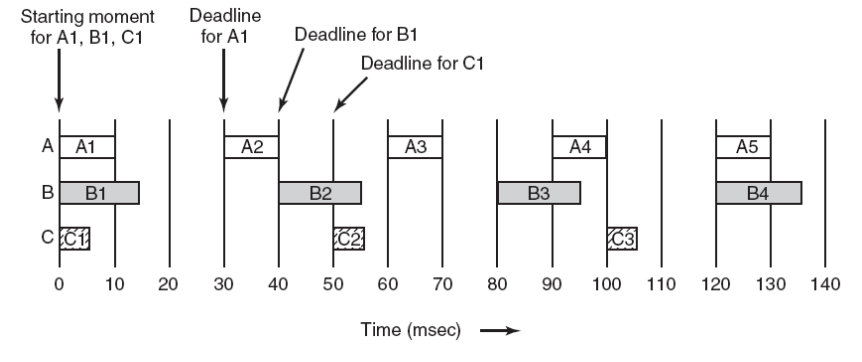 Starting moment
for A1, B1, C1
Deadline
for A1
Deadline for B1
Deadline for C1
A A1 A2 A3 A4 A5
B B1 B2 B3 B4
C C1 C2 C3
0 10 20 30 40 50 60 70 80 90 100 110 120 130 140
Time (msec)